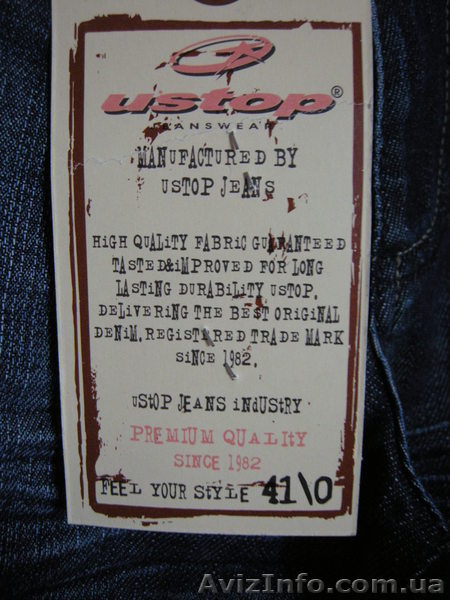 ustop®
JEANSWEAR
MANUFACTURED BY
USTOP JEANS
HIGH QUALITY FABRIC GUARANTEED
TASTED&IMPROVED FOR LONG
LASTING DURABILITY USTOP.
DELIVERING THE BEST ORIGINAL
DENIM.REGISTRED TRADE MARK
SINCE 1982.
USTOP JEANS INDUSTRY
PREMIUM QUALITY
SINCE 1982
FEEL YOUR STYLE 41\0
AvizInfo.com.ua